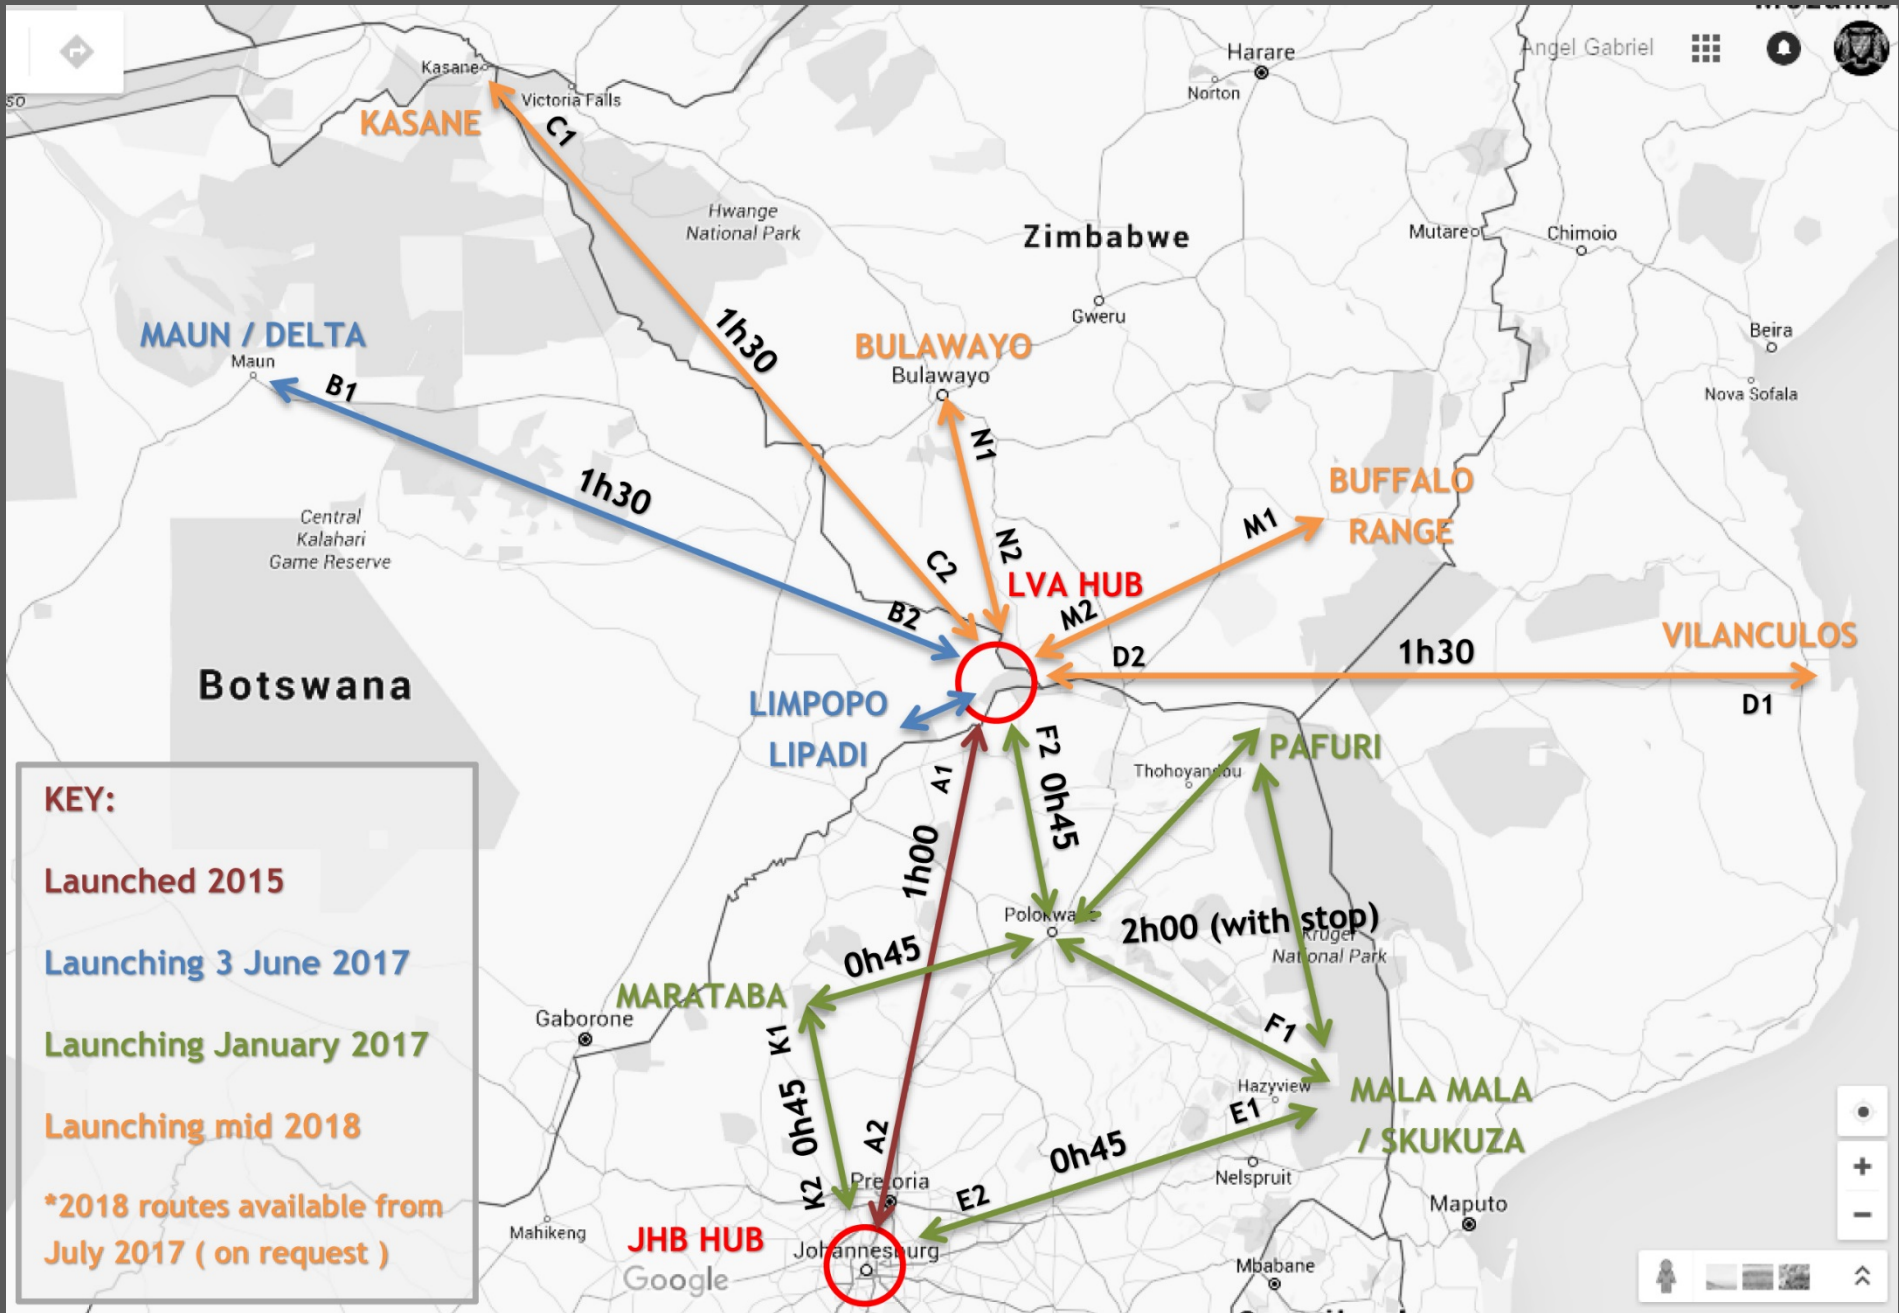 Mozamb
Angel Gabriel
Harare
Norton
Kasane
Victoria Falls
so
KASANE
C1
Hwange
National Park
Zimbabwe
Mutare
Chimoio
Gweru
Beira
Nova Sofala
MAUN / DELTA
Maun
B1
1h30
BULAWAYO
Bulawayo
N1
1h30
Central
Kalahari
Game Reserve
BUFFALO
RANGE
M1
N2
C2
LVA HUB
B2
M2
D2
1h30
VILANCULOS
D1
Botswana
LIMPOPO
LIPADI
F2 0h45
PAFURI
Thohoyandou
A1
1h00
Polokwane
2h00 (with stop)
Kruger
National Park
0h45
MARATABA
Gaborone
K1
F1
0h45
Hazyview
MALA MALA
/ SKUKUZA
E1
0h45
A2
Nelspruit
Pretoria
K2
E2
Maputo
Mahikeng
JHB HUB
Johannesburg
Google
Mbabane
KEY:
Launched 2015
Launching 3 June 2017
Launching January 2017
Launching mid 2018
*2018 routes available from
July 2017 ( on request )